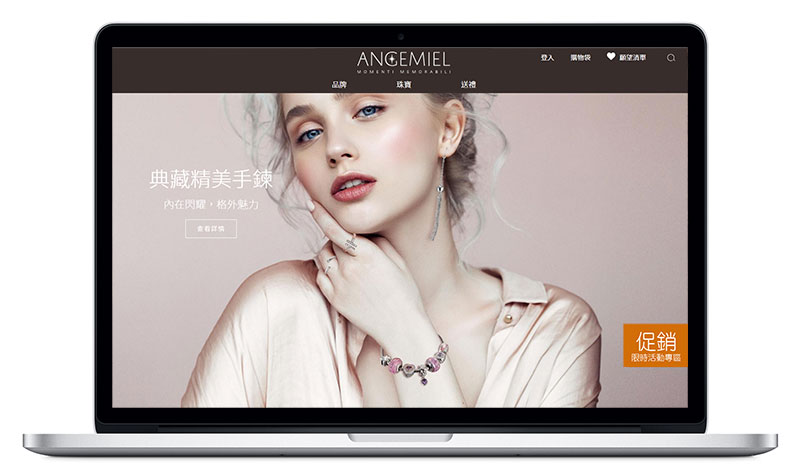 ANGEMIEL
MOMENTI MEMORABILI
登入 購物袋 願望清單
品牌 珠寶 送禮
典藏精美手鍊
內在閃耀，格外魅力
查看詳情
促銷
限時活動專區